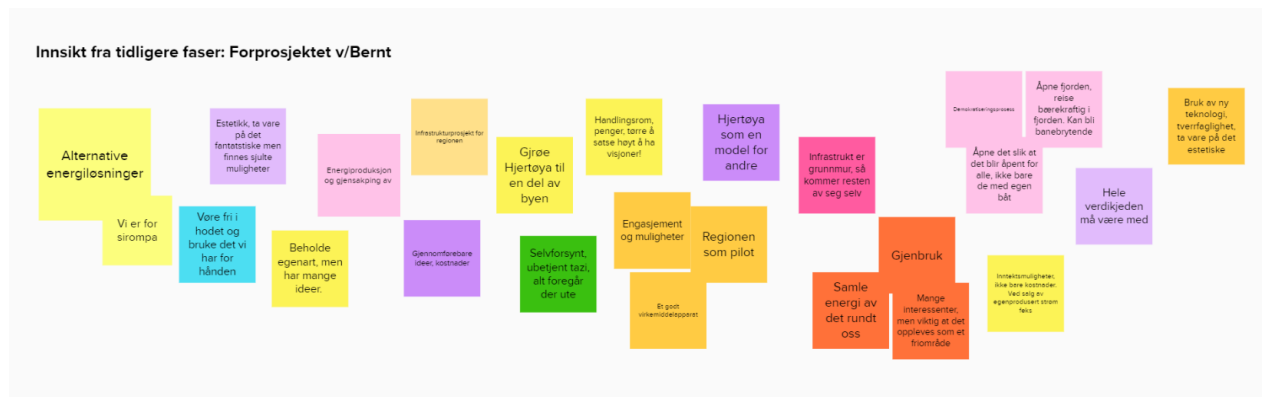 Innsikt fra tidligere faser: Forprosjektet v/Bernt
Alternative
energiløsninger
Vi er for
sirompa
Estetikk, ta vare
på det
fantatstiske men
finnes sjulte
muligheter
Vøre fri i
hodet og
bruke det vi
har for
hånden
Beholde
egenart, men
har mange
ideer.
Energiproduksjon
og gjensakping av
Infrastrukturprosjekt for
regionen
Gjennomførebare
ideer, kostnader
Gjrøe
Hjertøya til
en del av
byen
Selvforsynt,
ubetjent tazi,
alt foregår
der ute
Handlingsrom,
penger, tørre å
satse høyt å ha
visjoner!
Engasjement
og muligheter
Et godt
virkemiddelapparat
Regionen
som pilot
Hjertøya
som en
model for
andre
Infrastrukt er
grunnmur, så
kommer resten
av seg selv
Samle
energi av
det rundt
oss
Gjenbruk
Mange
interessenter,
men viktig at det
oppleves som et
friområde
Demokratiseringsprosess
Åpne fjorden,
reise
bærekraftig i
fjorden. Kan bli
banebrytende
Åpne det slik at
det blir åpent for
alle, ikke bare
de med egen
båt
Inntektsmuligheter,
ikke bare kostnader.
Ved salg av
egenprodusert strøm
feks
Hele
verdikjeden
må være med
Bruk av ny
teknologi,
tverrfaglighet,
ta vare på det
estetiske